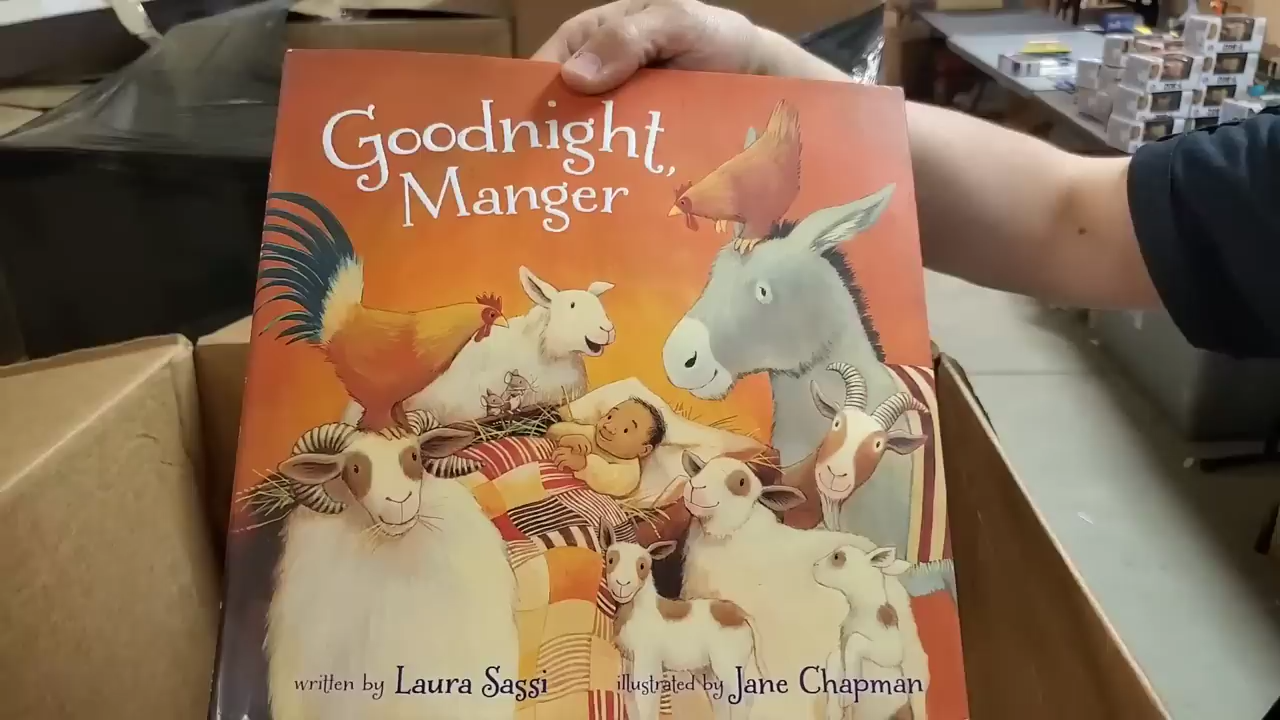 Goodnight,
Manger
written by Laura Sassi
illustrated by Jane Chapman